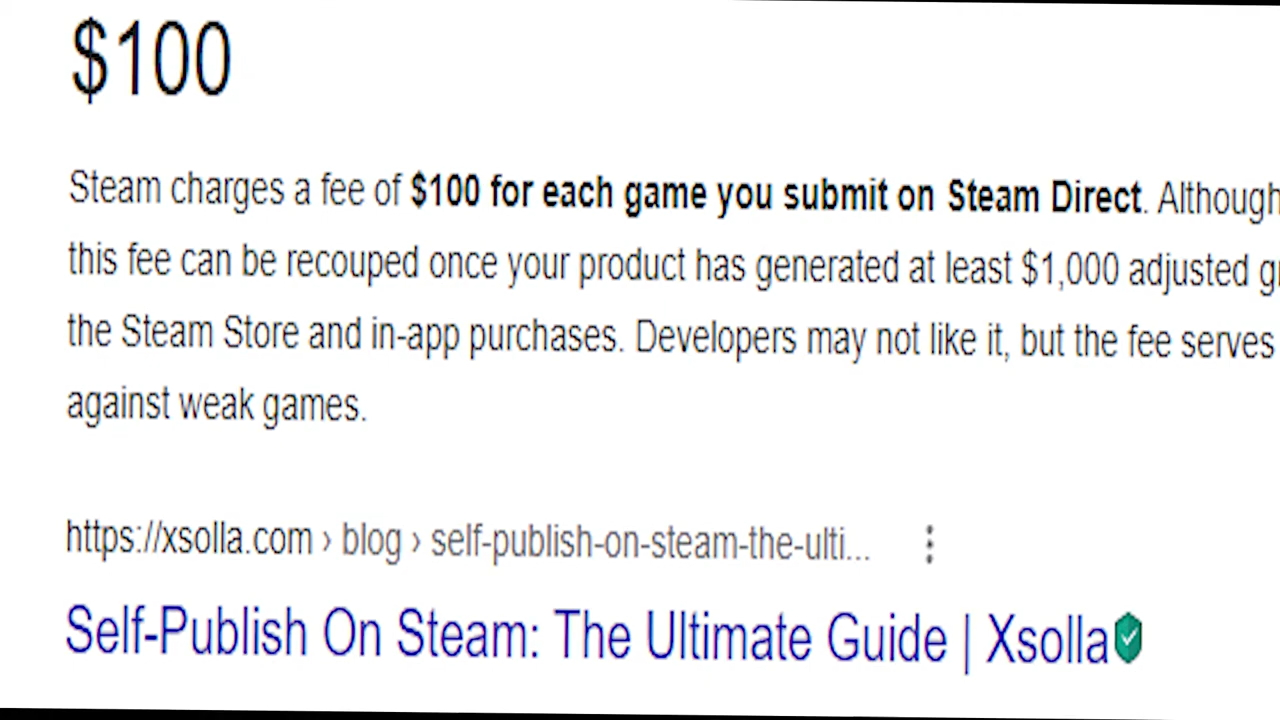 $100
Steam charges a fee of $100 for each game you submit on Steam Direct. Although
this fee can be recouped once your product has generated at least $1,000 adjusted
the Steam Store and in-app purchases. Developers may not like it, but the fee serves
against weak games.
https://xsolla.com › blog › self-publish-on-steam-the-ulti...
Self-Publish On Steam: The Ultimate Guide | Xsolla